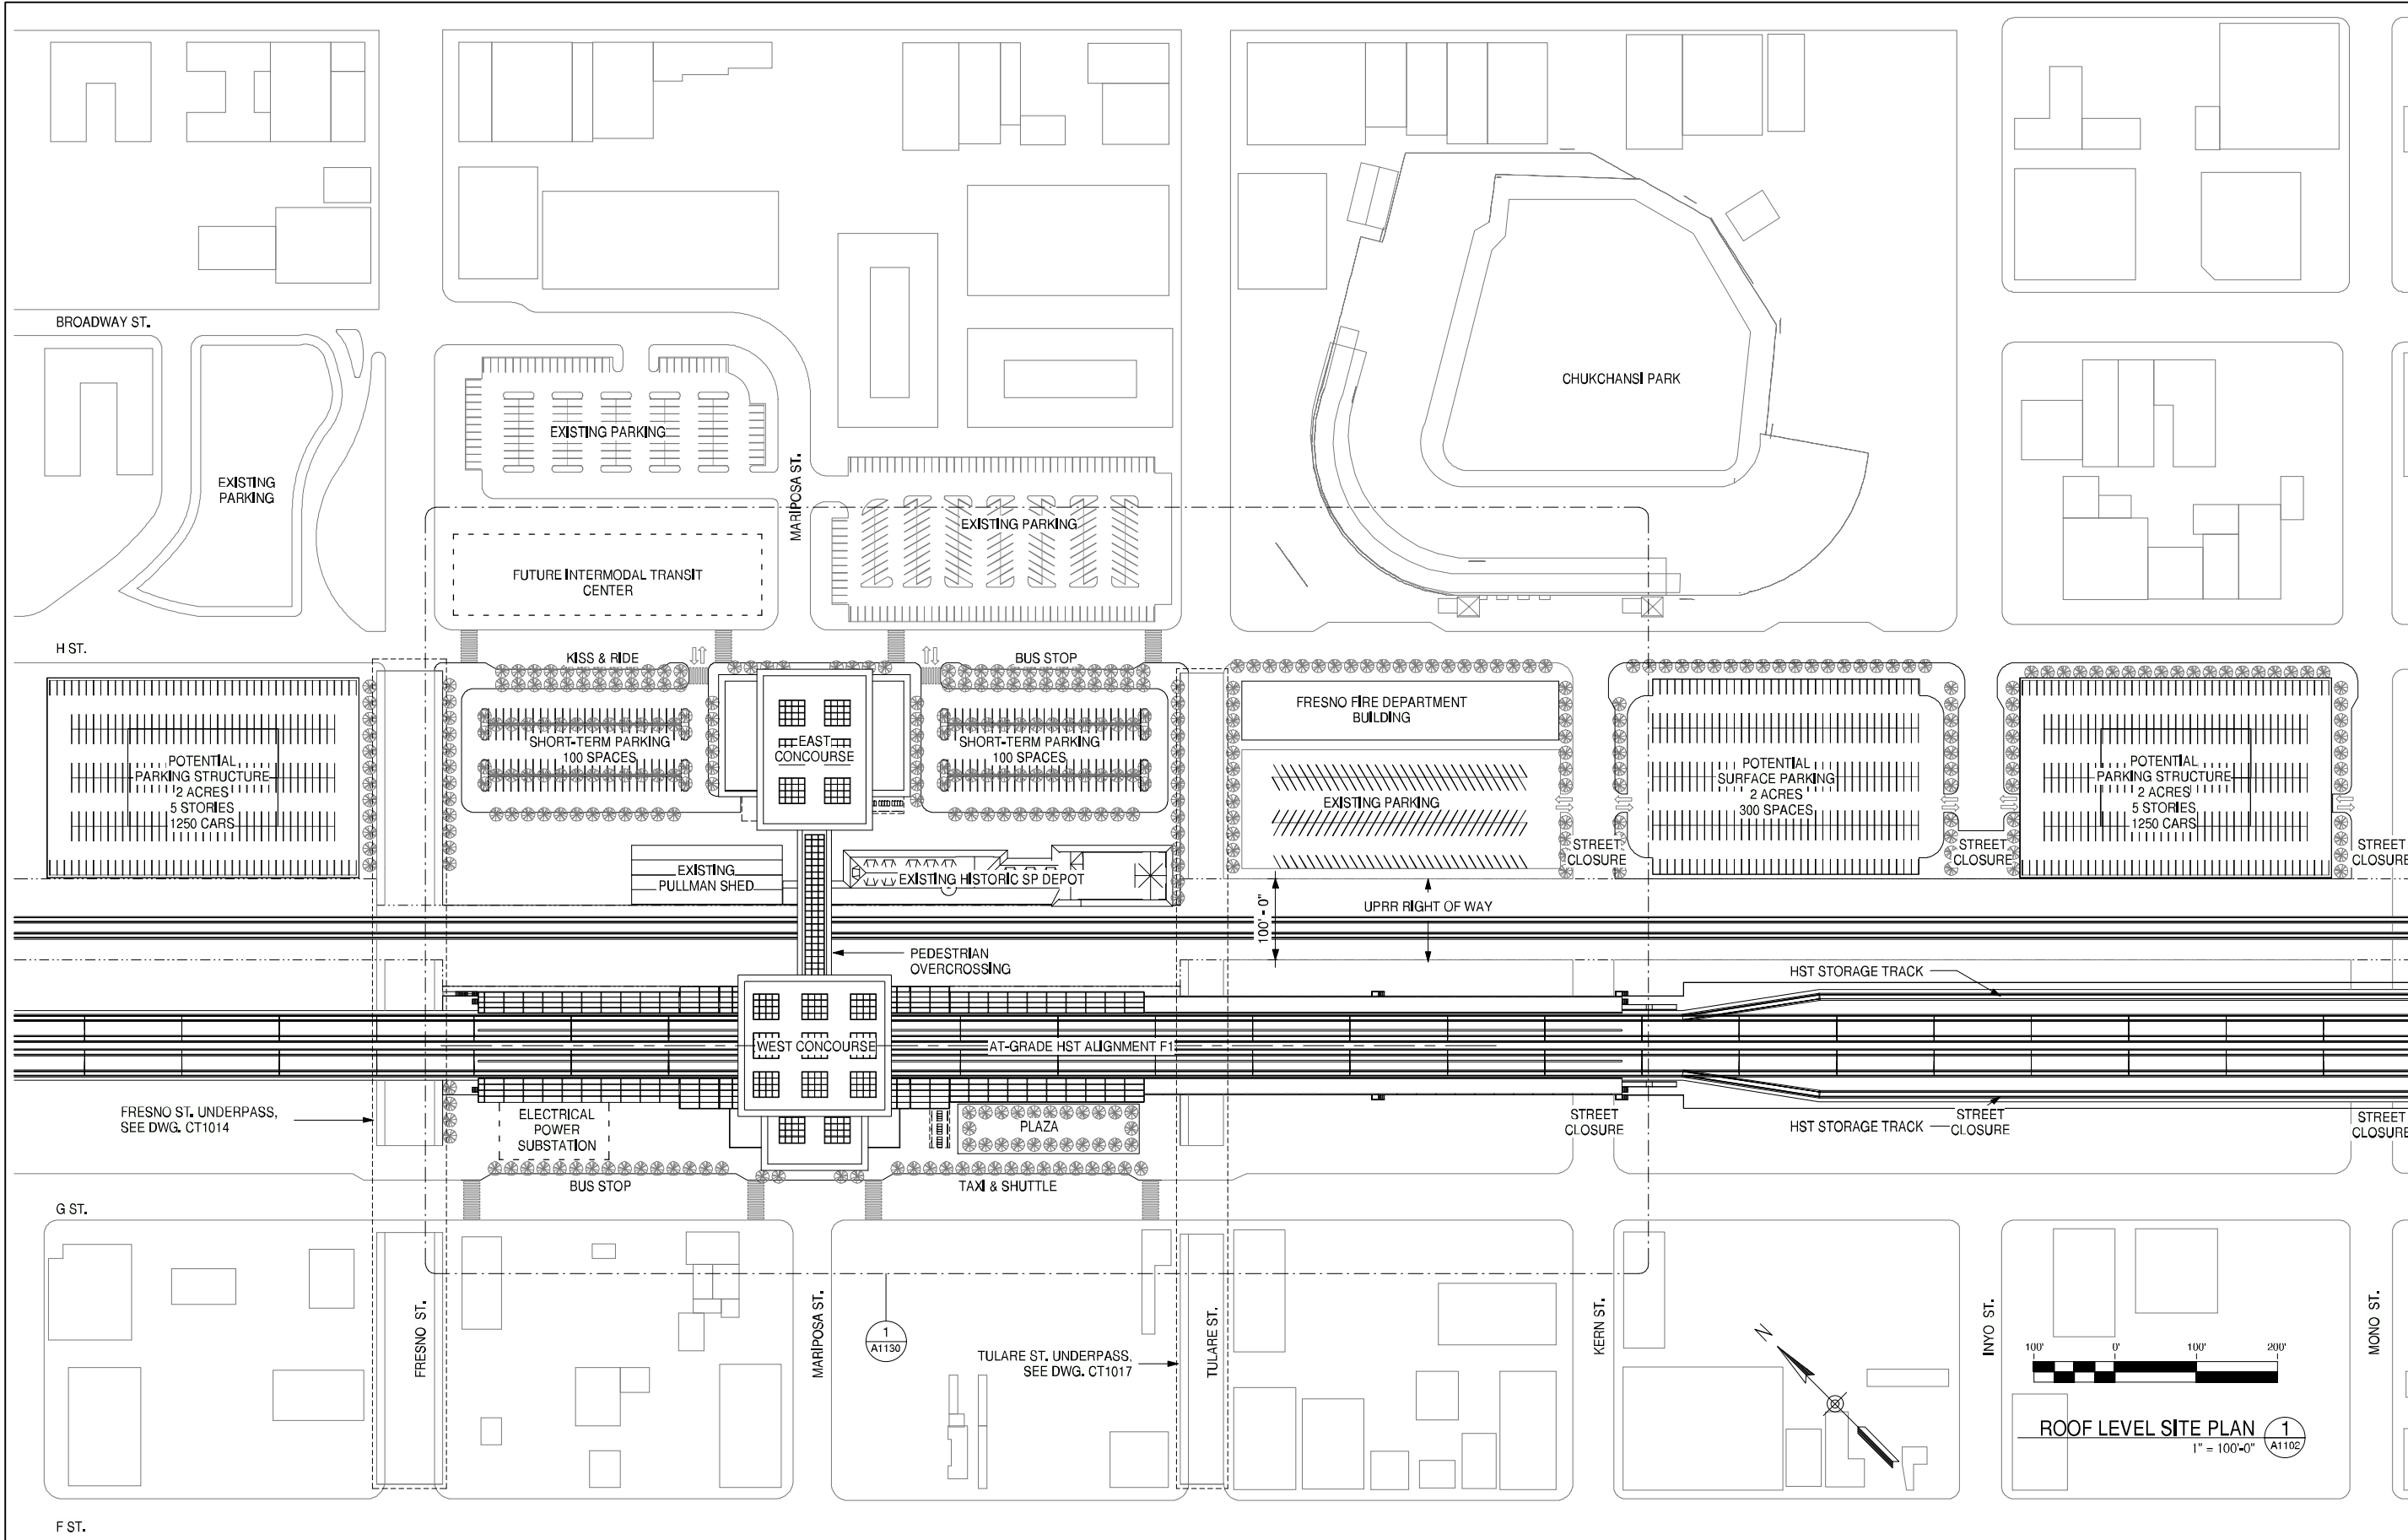 BROADWAY ST.
EXISTING
PARKING
EXISTING PARKING
MARIPOSA ST.
EXISTING PARKING
CHUKCHANSI PARK
FUTURE INTERMODAL TRANSIT
CENTER
H ST.
KISS & RIDE
BUS STOP
POTENTIAL
PARKING STRUCTURE
2 ACRES
5 STORIES
1250 CARS
SHORT-TERM PARKING
100 SPACES
EAST
CONCOURSE
SHORT-TERM PARKING
100 SPACES
FRESNO FIRE DEPARTMENT
BUILDING
EXISTING PARKING
POTENTIAL
SURFACE PARKING
2 ACRES
300 SPACES
POTENTIAL
PARKING STRUCTURE
2 ACRES
5 STORIES
1250 CARS
STREET
CLOSURE
STREET
CLOSURE
STREET
CLOSURE
EXISTING
PULLMAN SHED
EXISTING HISTORIC SP DEPOT
100'-0"
UPRR RIGHT OF WAY
PEDESTRIAN
OVERCROSSING
HST STORAGE TRACK
WEST CONCOURSE
AT-GRADE HST ALIGNMENT F1
FRESNO ST. UNDERPASS,
SEE DWG. CT1014
ELECTRICAL
POWER
SUBSTATION
PLAZA
STREET
CLOSURE
HST STORAGE TRACK
STREET
CLOSURE
STREET
CLOSURE
BUS STOP
TAXI & SHUTTLE
G ST.
FRESNO ST.
MARIPOSA ST.
1
A1130
TULARE ST. UNDERPASS,
SEE DWG. CT1017
TULARE ST.
KERN ST.
N
INYO ST.
100' 0' 100' 200'
MONO ST.
ROOF LEVEL SITE PLAN
1" = 100'-0"
1
A1102
F ST.